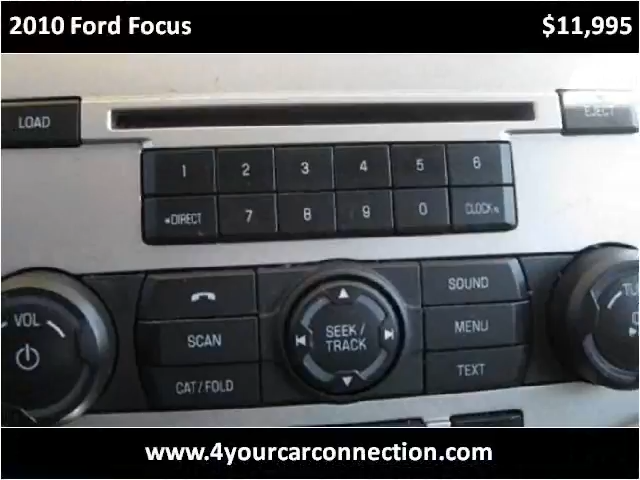 2010 Ford Focus $11,995
LOAD EJECT
1 2 3 4 5 6
DIRECT 7 8 9 0 CLOCK
VOL SOUND
SCAN SEEK/ MENU
TRACK
CAT/FOLD TEXT
www.4yourcarconnection.com